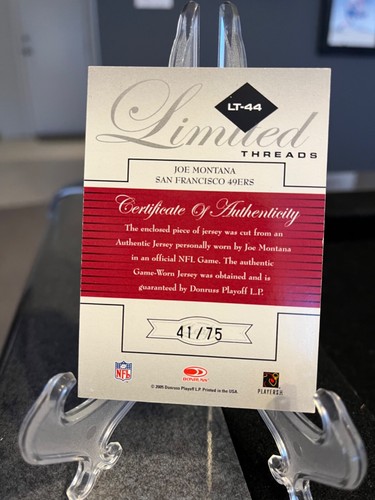 LT-44
Limited
THREADS
JOE MONTANA
SAN FRANCISCO 49ERS
Certificate Of Authenticity
The enclosed piece of jersey was cut from an
Authentic Jersey personally worn by Joe Montana
in an official NFL Game. The authentic
Game-Worn Jersey was obtained and is
guaranteed by Donruss Playoff L.P.
41/75
NFL
DONRUSS
PLAYERS
© 2005 Donruss Playoff L.P. Printed in the USA